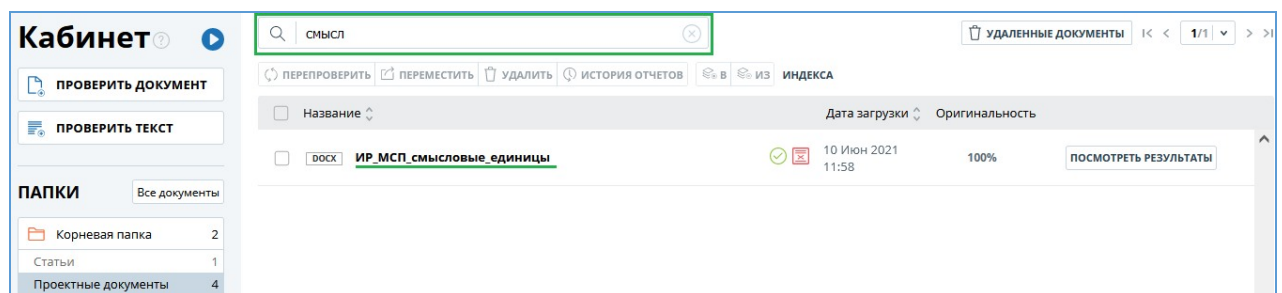 Кабинет ?
ПРОВЕРИТЬ ДОКУМЕНТ
ПРОВЕРИТЬ ТЕКСТ
ПАПКИ Все документы
Корневая папка 2
Статьи 1
Проектные документы 4
смысл
УДАЛЕННЫЕ ДОКУМЕНТЫ |< < 1/1 > >|
ПЕРЕПРОВЕРИТЬ ПЕРЕМЕСТИТЬ УДАЛИТЬ ИСТОРИЯ ОТЧЕТОВ В ИЗ ИНДЕКСА
Название Дата загрузки Оригинальность
DOCX ИР_МСП_смысловые_единицы 10 Июн 2021 100% ПОСМОТРЕТЬ РЕЗУЛЬТАТЫ
11:58